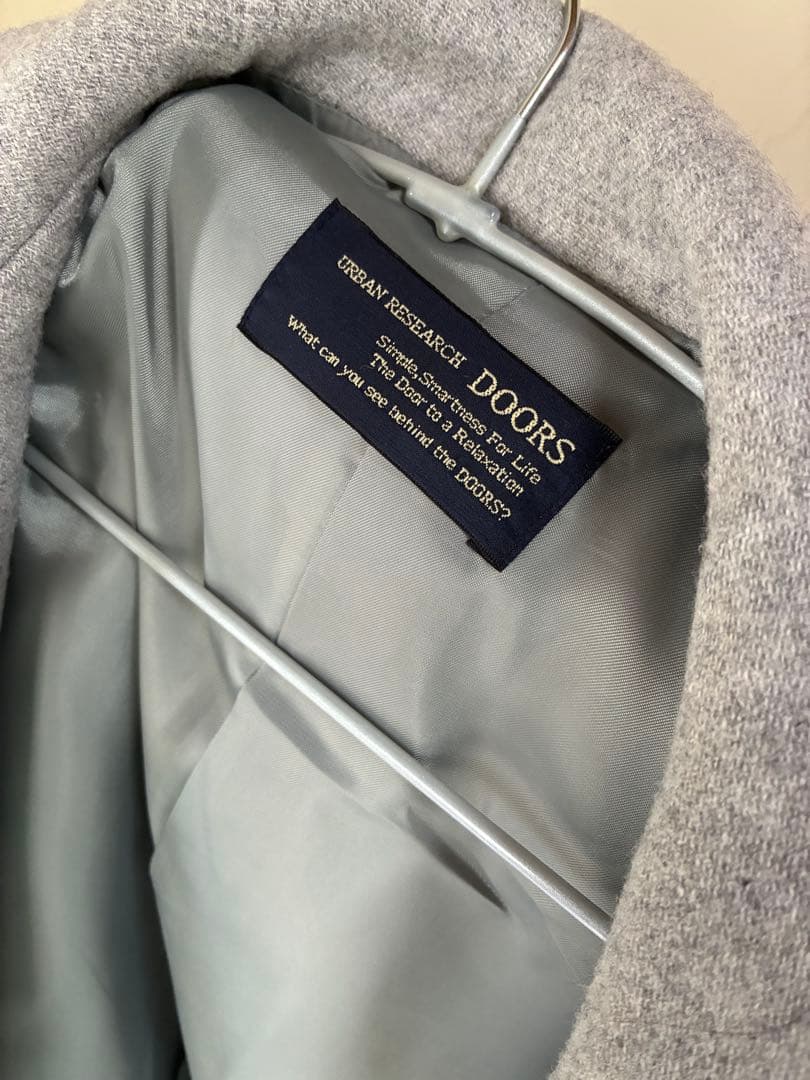 URBAN RESEARCH DOORS
Simple,Smartness For Life
The Door to a Relaxation
What can you see behind the DOORS?